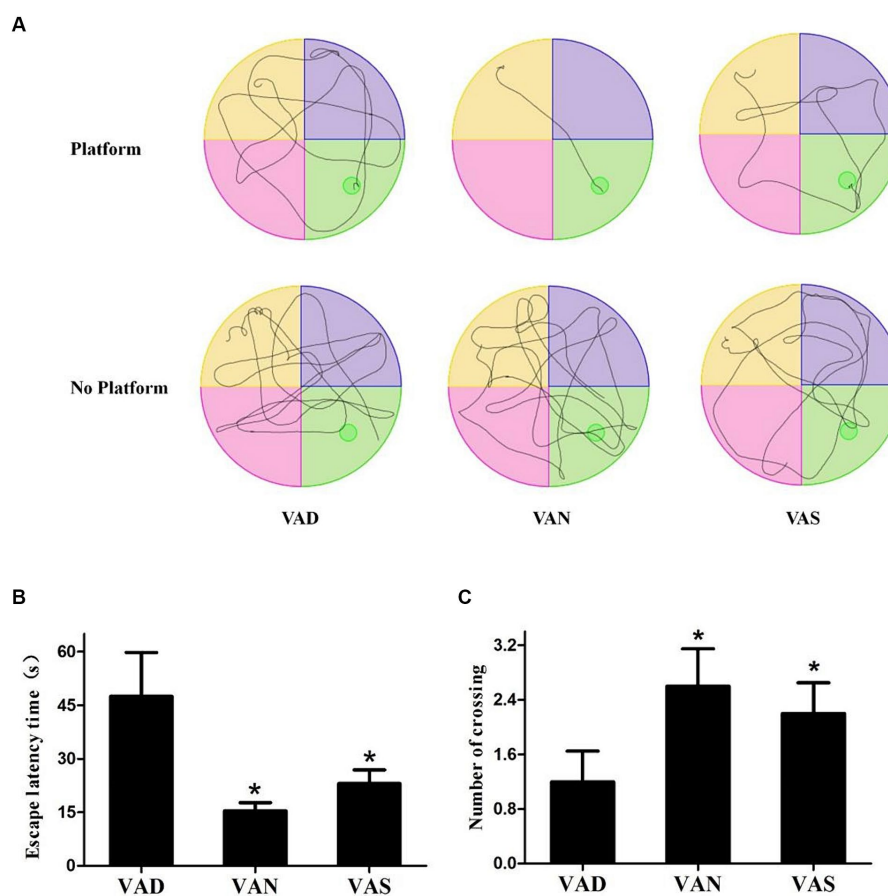 A
Platform
No Platform
VAD VAN VAS
B
Escape latency time（s）
60
45
30
15
0
*
*
VAD VAN VAS
C
Number of crossing
3.2
2.4
1.6
0.8
0.0
*
*
VAD VAN VAS